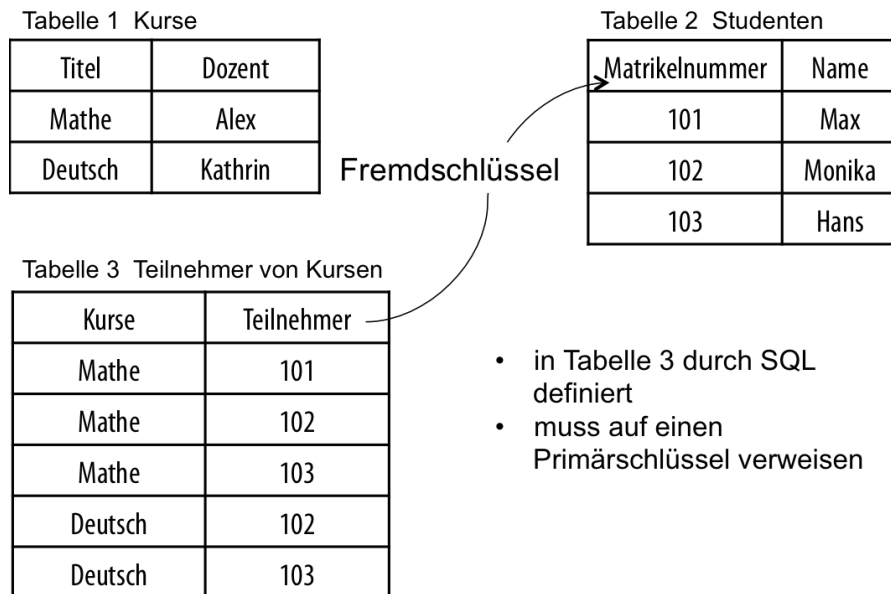 Tabelle 1 Kurse
Titel Dozent
Mathe Alex
Deutsch Kathrin
Tabelle 2 Studenten
Matrikelnummer Name
101 Max
102 Monika
103 Hans
Fremdschlüssel
Tabelle 3 Teilnehmer von Kursen
Kurse Teilnehmer
Mathe 101
Mathe 102
Mathe 103
Deutsch 102
Deutsch 103
• in Tabelle 3 durch SQL
definiert
• muss auf einen
Primärschlüssel verweisen